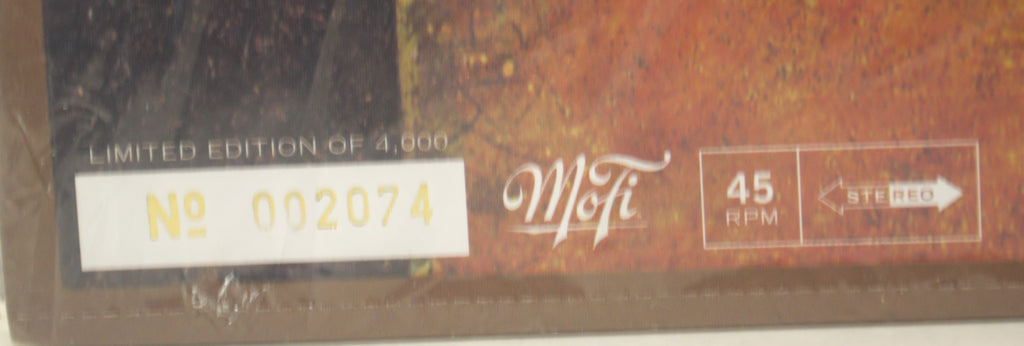 LIMITED EDITION OF 4,000
Nº 002074
MoFi
45
RPM
STEREO